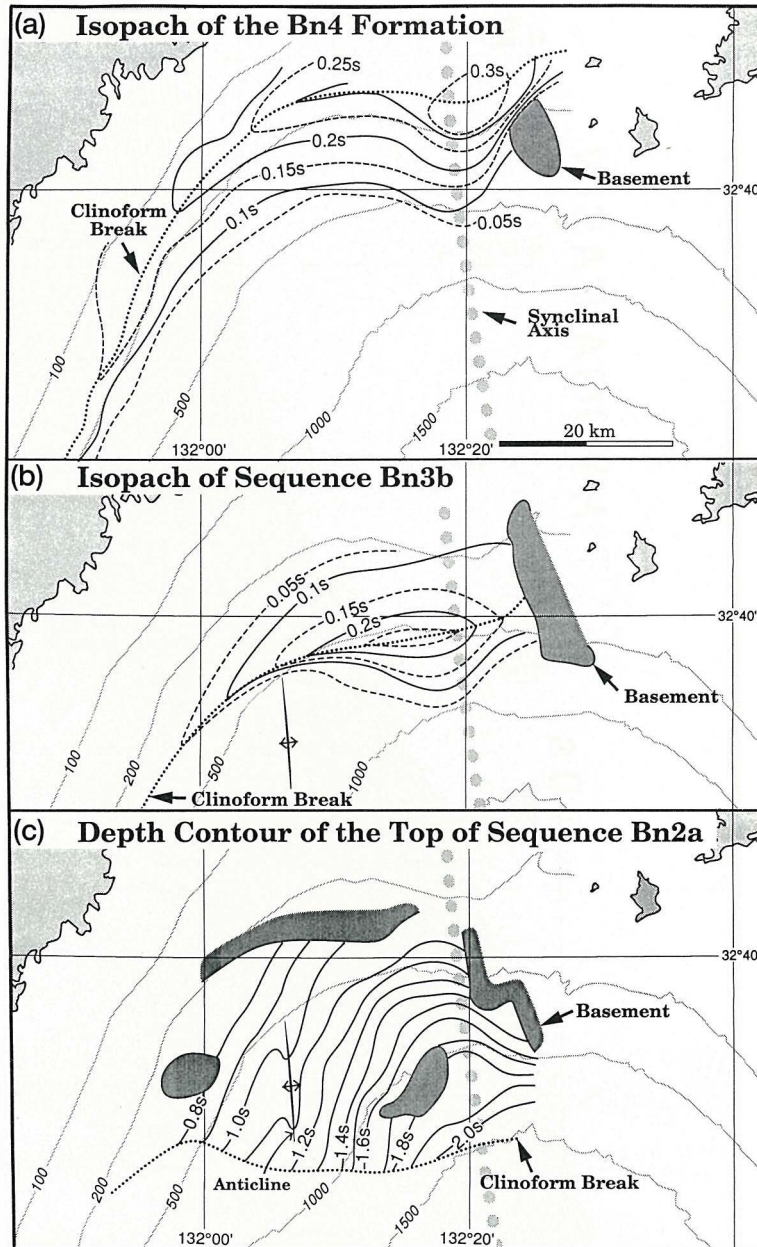 (a) Isopach of the Bn4 Formation
0.25s
0.3s
0.2s
0.15s
0.1s
0.05s
Basement
32°40'
Clinoform
Break
Synclinal
Axis
100
500
1000
1500
20 km
132°00'
132°20'
(b) Isopach of Sequence Bn3b
0.05s
0.1s
0.15s
0.2s
32°40'
Basement
100
200
500
1000
Clinoform Break
(c) Depth Contour of the Top of Sequence Bn2a
32°40'
Basement
0.8s
1.0s
1.2s
1.4s
1.6s
1.8s
2.0s
100
200
500
1000
1500
Anticline
Clinoform Break
132°00'
132°20'